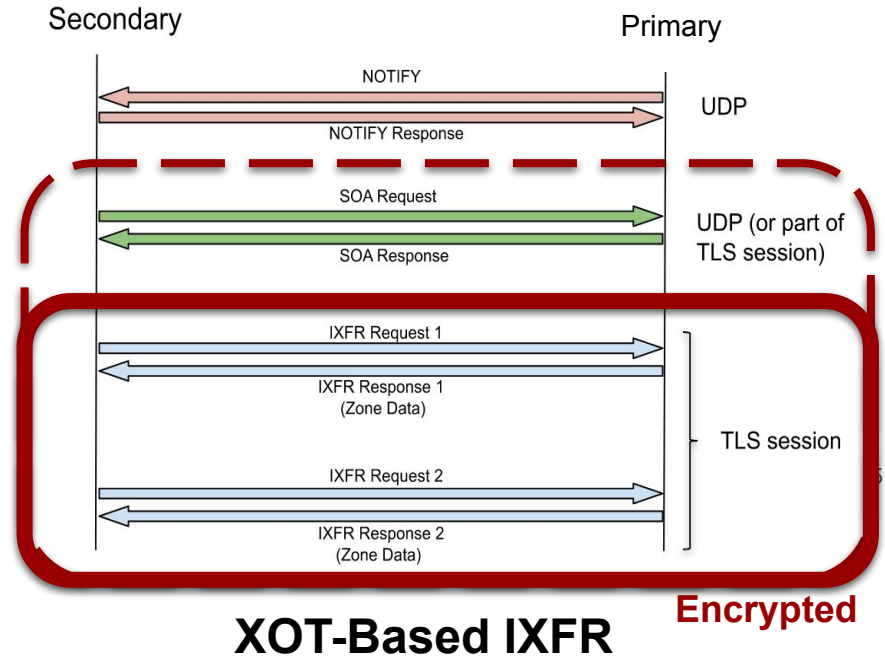 Secondary
Primary
NOTIFY
UDP
NOTIFY Response
SOA Request
UDP (or part of
TLS session)
SOA Response
IXFR Request 1
IXFR Response 1
(Zone Data)
TLS session
IXFR Request 2
IXFR Response 2
(Zone Data)
Encrypted
XOT-Based IXFR